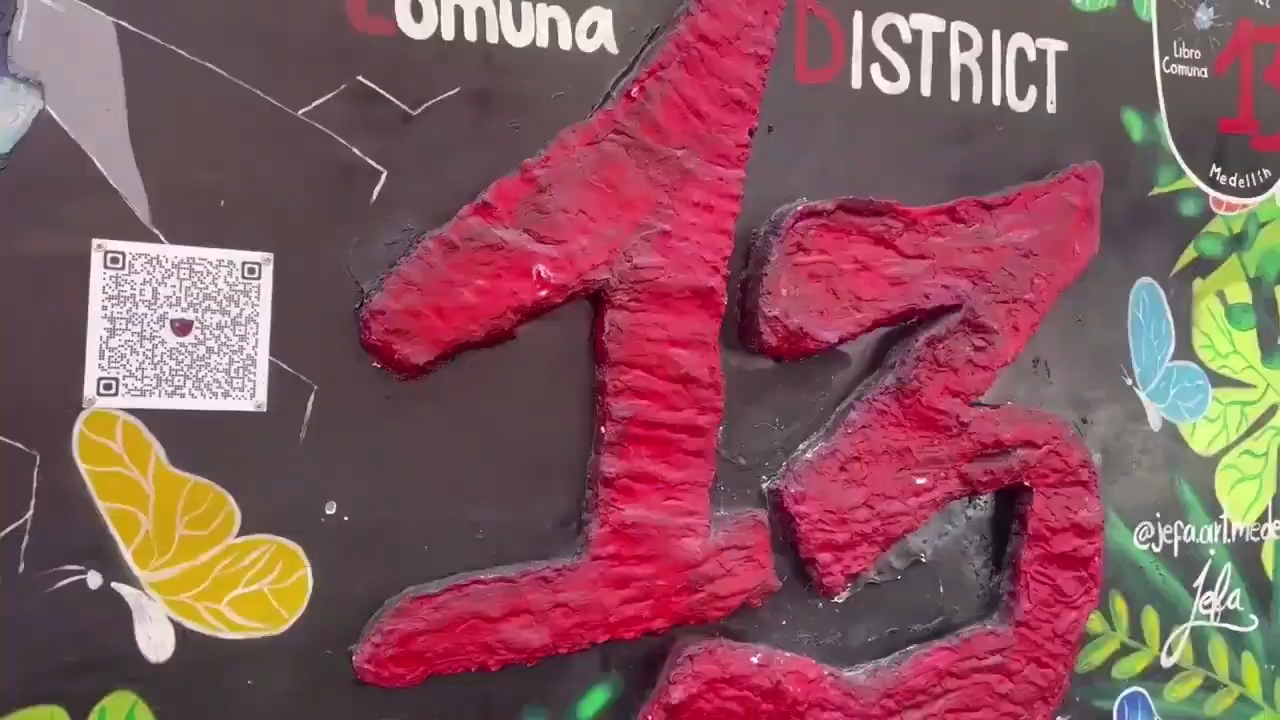 Comuna
DISTRICT
13
Libro
Comuna
13
Medellín
@jefa.art.mede
Jefa